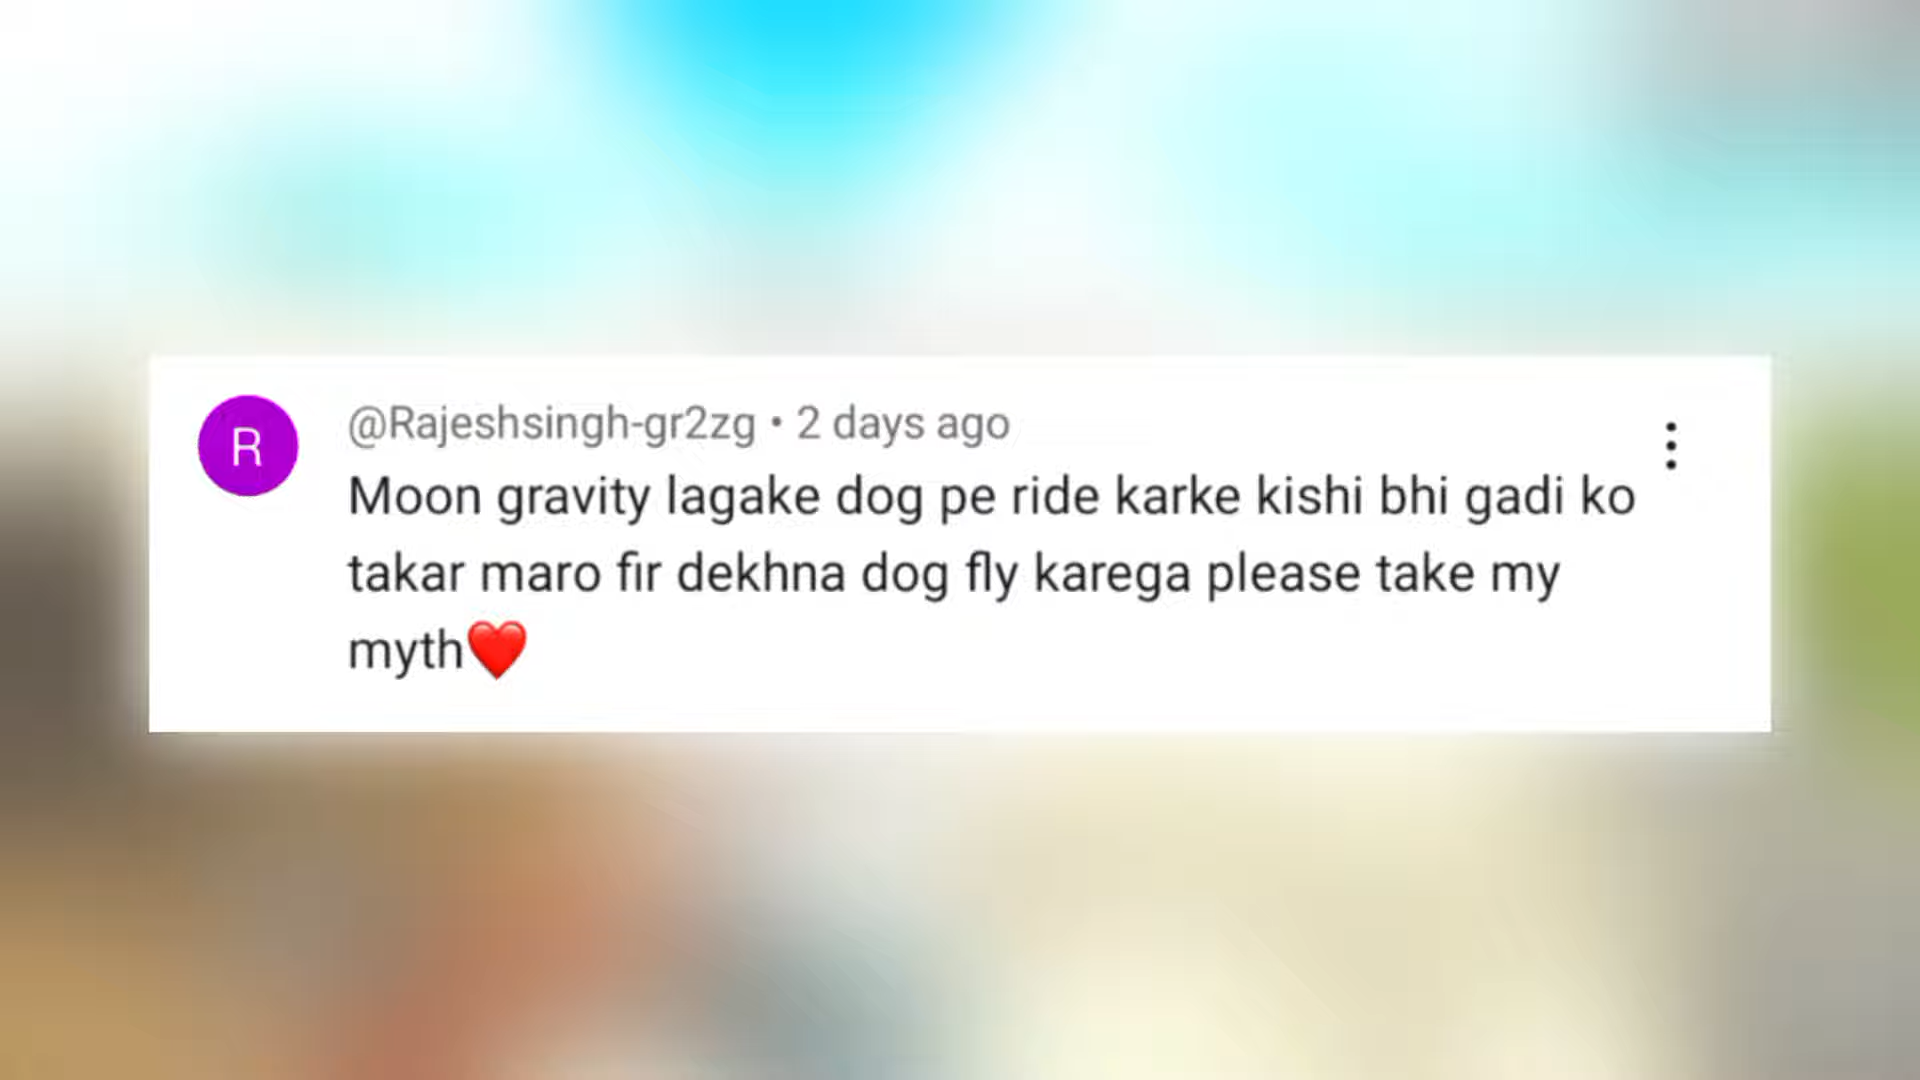 R
@Rajeshsingh-gr2zg • 2 days ago
Moon gravity lagake dog pe ride karke kishi bhi gadi ko
takar maro fir dekhna dog fly karega please take my
myth❤️